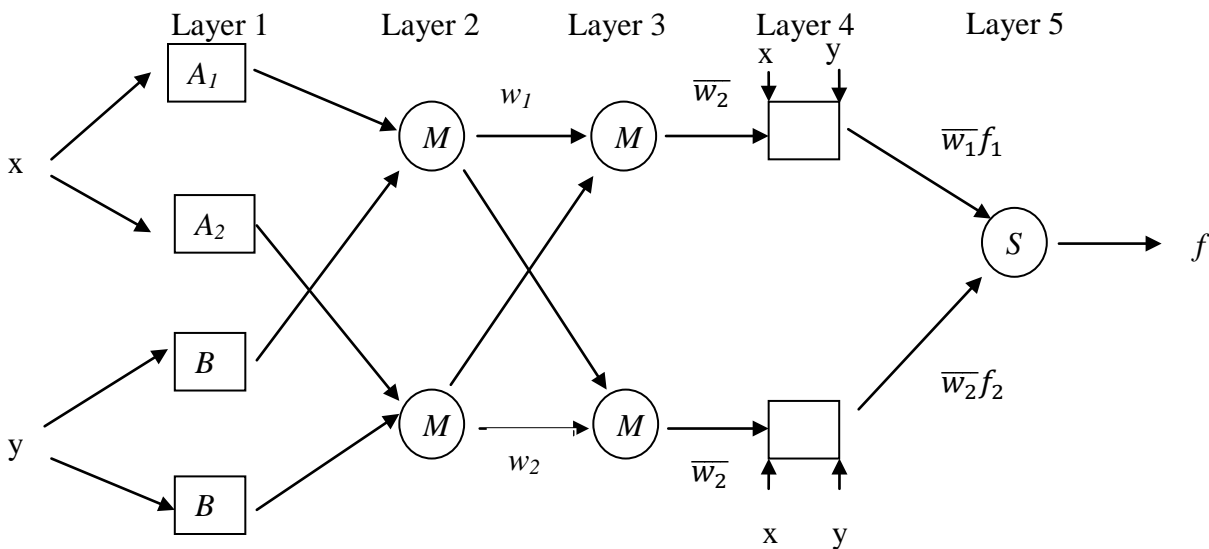 Layer 1 Layer 2 Layer 3 Layer 4 Layer 5
x y
A₁
w₁ w̅₂
M M
w̅₁f₁
x
A₂
S f
B
w̅₂f₂
M M
y
w₂ w̅₂
B
x y